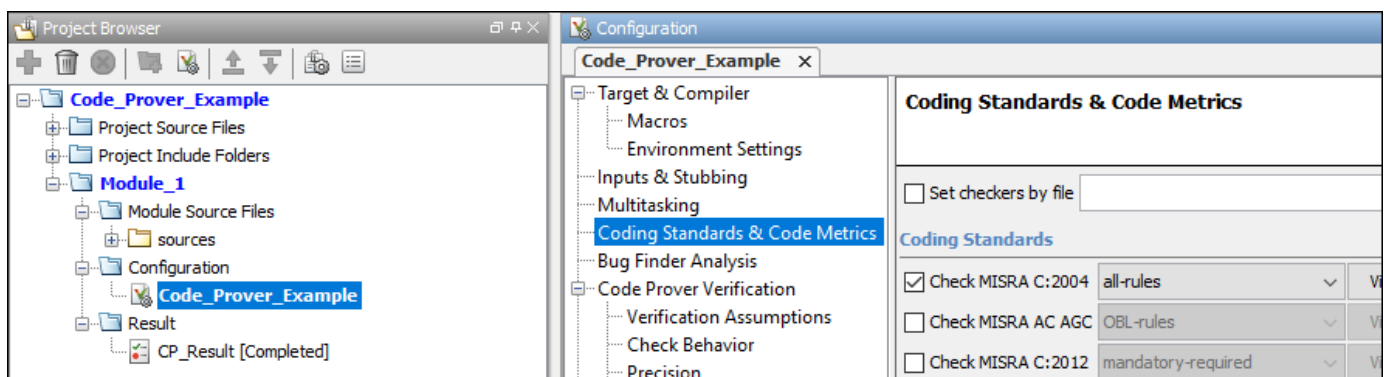 Project Browser
Code_Prover_Example
Project Source Files
Project Include Folders
Module_1
Module Source Files
sources
Configuration
Code_Prover_Example
Result
CP_Result [Completed]
Configuration
Code_Prover_Example X
Target & Compiler
Macros
Environment Settings
Inputs & Stubbing
Multitasking
Coding Standards & Code Metrics
Bug Finder Analysis
Code Prover Verification
Verification Assumptions
Check Behavior
Precision
Coding Standards & Code Metrics
Set checkers by file
Coding Standards
Check MISRA C:2004 all-rules Vi
Check MISRA AC AGC OBL-rules Vi
Check MISRA C:2012 mandatory-required Vi